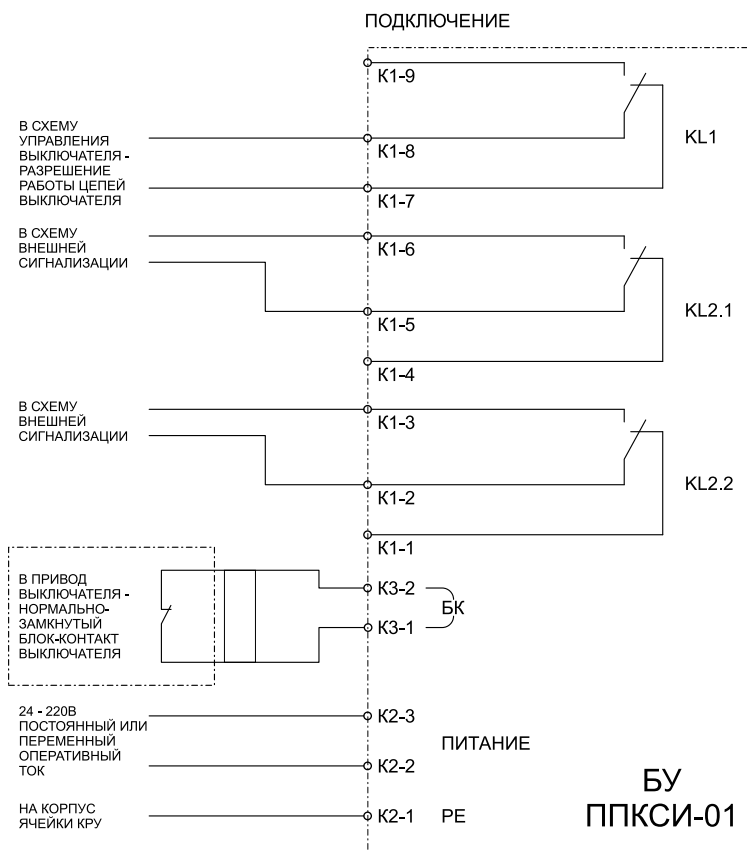 ПОДКЛЮЧЕНИЕ
К1-9
В СХЕМУ
УПРАВЛЕНИЯ
ВЫКЛЮЧАТЕЛЯ -
РАЗРЕШЕНИЕ
РАБОТЫ ЦЕПЕЙ
ВЫКЛЮЧАТЕЛЯ
К1-8
KL1
К1-7
В СХЕМУ
ВНЕШНЕЙ
СИГНАЛИЗАЦИИ
К1-6
К1-5
KL2.1
К1-4
В СХЕМУ
ВНЕШНЕЙ
СИГНАЛИЗАЦИИ
К1-3
К1-2
KL2.2
К1-1
В ПРИВОД
ВЫКЛЮЧАТЕЛЯ -
НОРМАЛЬНО-
ЗАМКНУТЫЙ
БЛОК-КОНТАКТ
ВЫКЛЮЧАТЕЛЯ
К3-2
БК
К3-1
24 - 220В
ПОСТОЯННЫЙ ИЛИ
ПЕРЕМЕННЫЙ
ОПЕРАТИВНЫЙ
ТОК
К2-3
ПИТАНИЕ
К2-2
НА КОРПУС
ЯЧЕЙКИ КРУ
К2-1
PE
БУ
ППКСИ-01